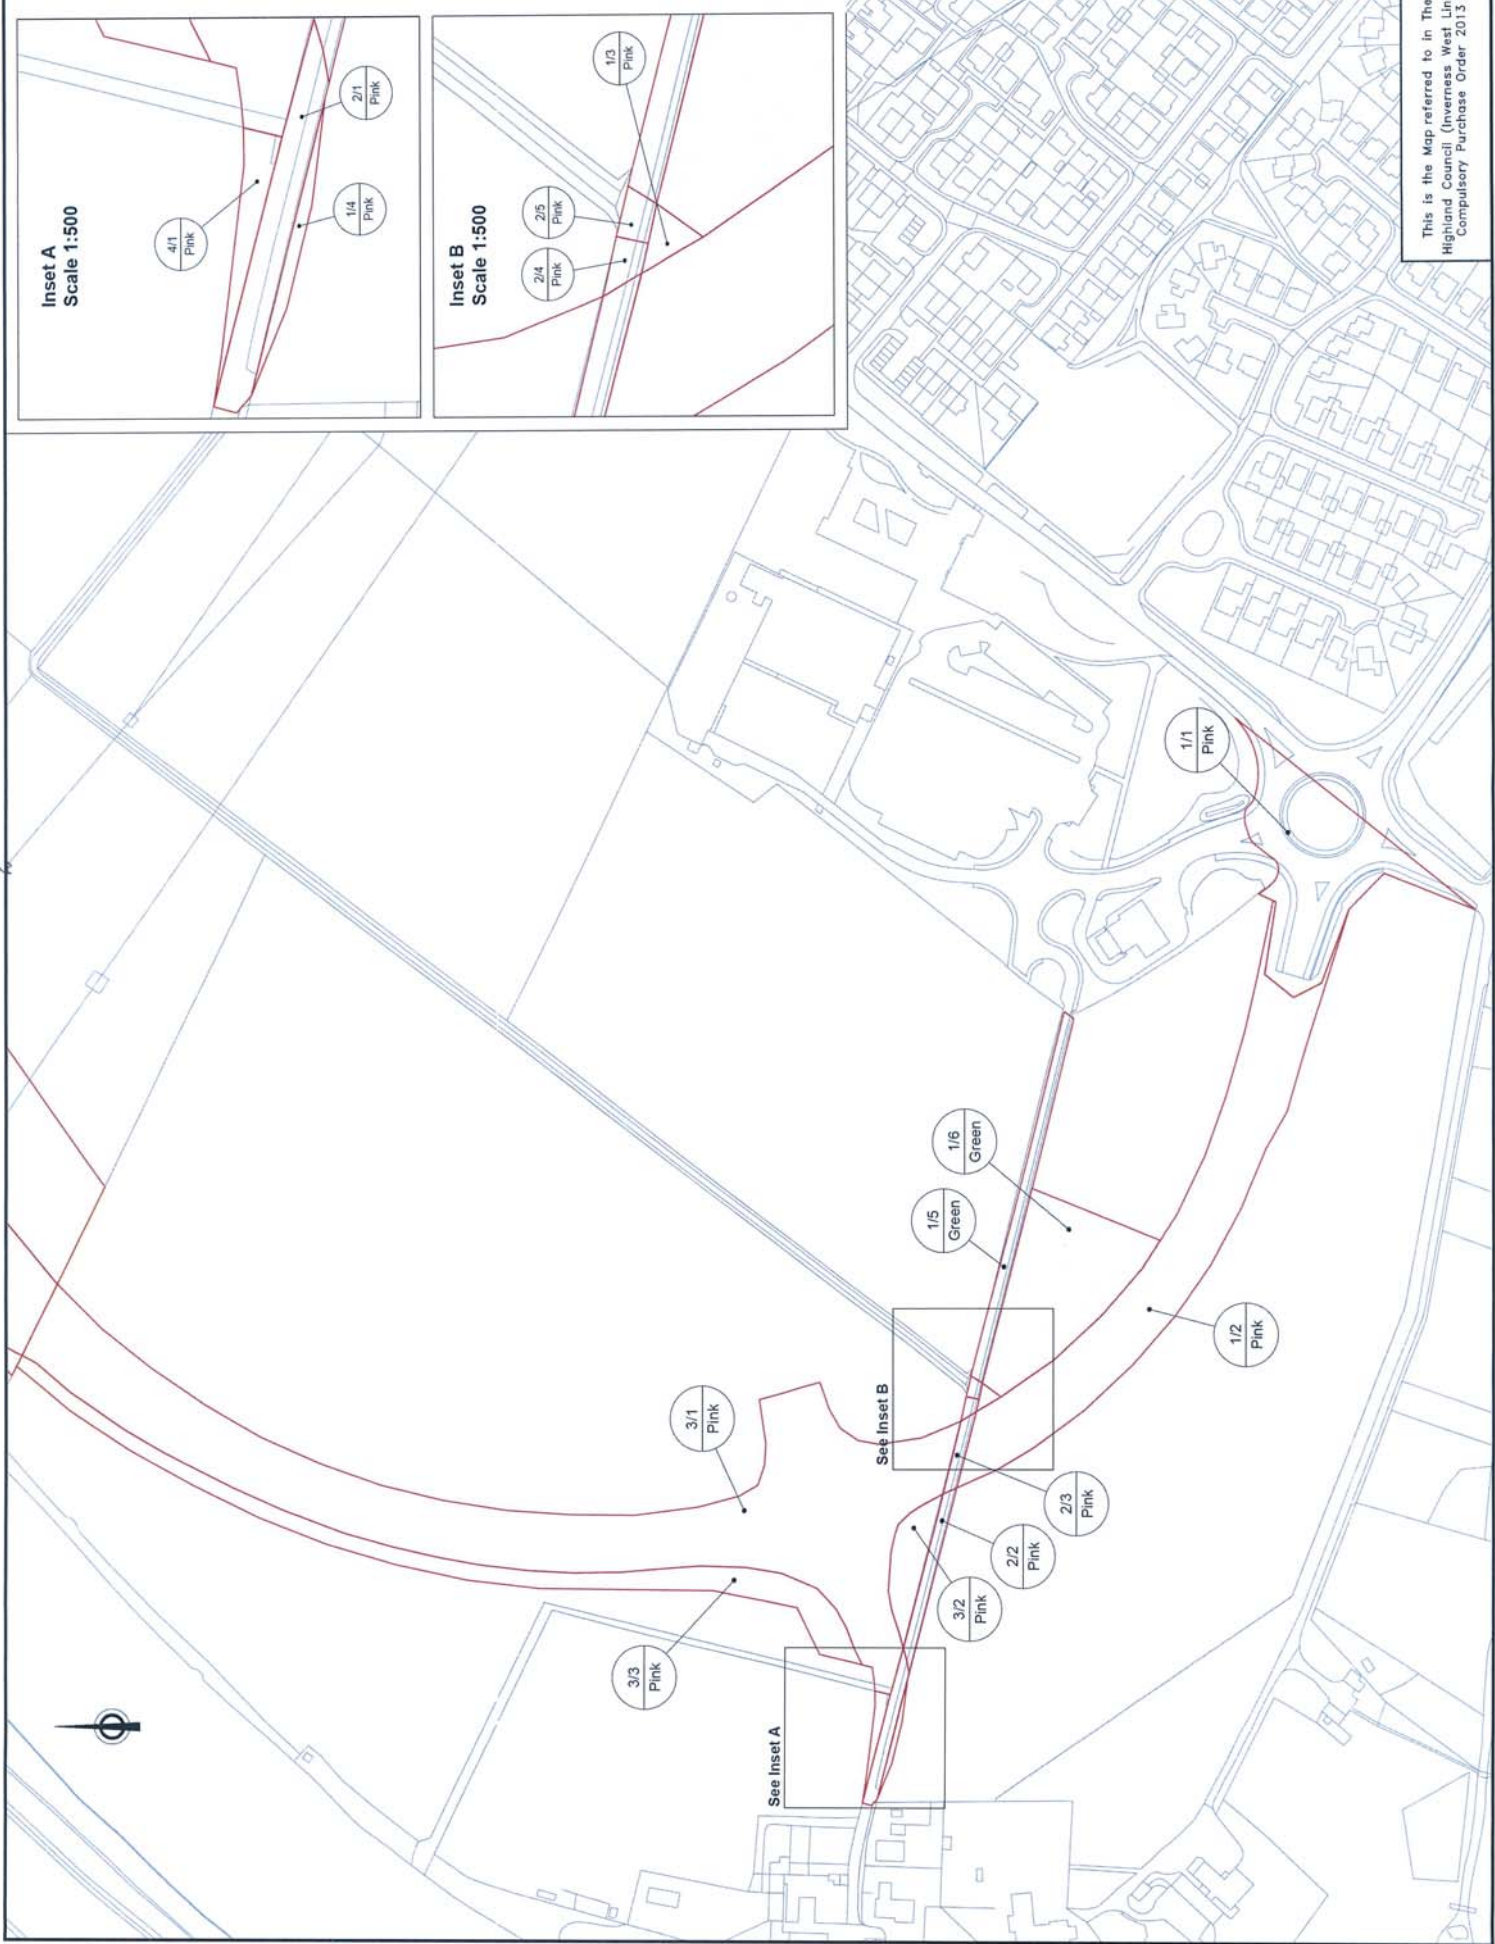 Inset A
Scale 1:500
4/1
Pink
2/1
Pink
1/4
Pink
Inset B
Scale 1:500
1/3
Pink
2/5
Pink
2/4
Pink
This is the Map referred to in The
Highland Council (Inverness West Lin
Compulsory Purchase Order 2013
1/1
Pink
1/6
Green
1/5
Green
1/2
Pink
See Inset B
3/1
Pink
2/3
Pink
2/2
Pink
3/2
Pink
3/3
Pink
See Inset A